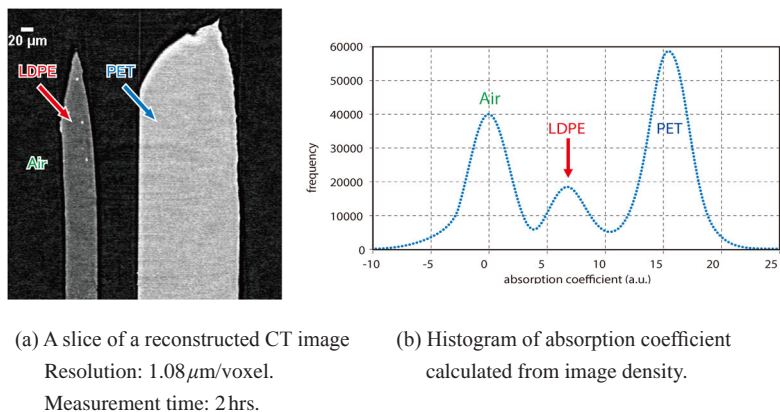 20 μm
LDPE
PET
Air
60000
50000
40000
30000
20000
10000
0
frequency
Air
LDPE
PET
-10 -5 0 5 10 15 20 25
absorption coefficient (a.u.)
(a) A slice of a reconstructed CT image
Resolution: 1.08μm/voxel.
Measurement time: 2hrs.
(b) Histogram of absorption coefficient
calculated from image density.